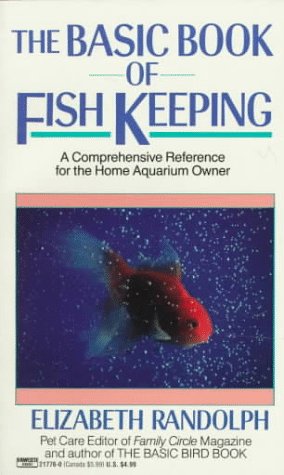 THE BASIC BOOK
OF
FISH KEEPING
A Comprehensive Reference
for the Home Aquarium Owner
ELIZABETH RANDOLPH
Pet Care Editor of Family Circle Magazine
and author of THE BASIC BIRD BOOK
21776-0 (Canada $5.99) U.S. $4.99